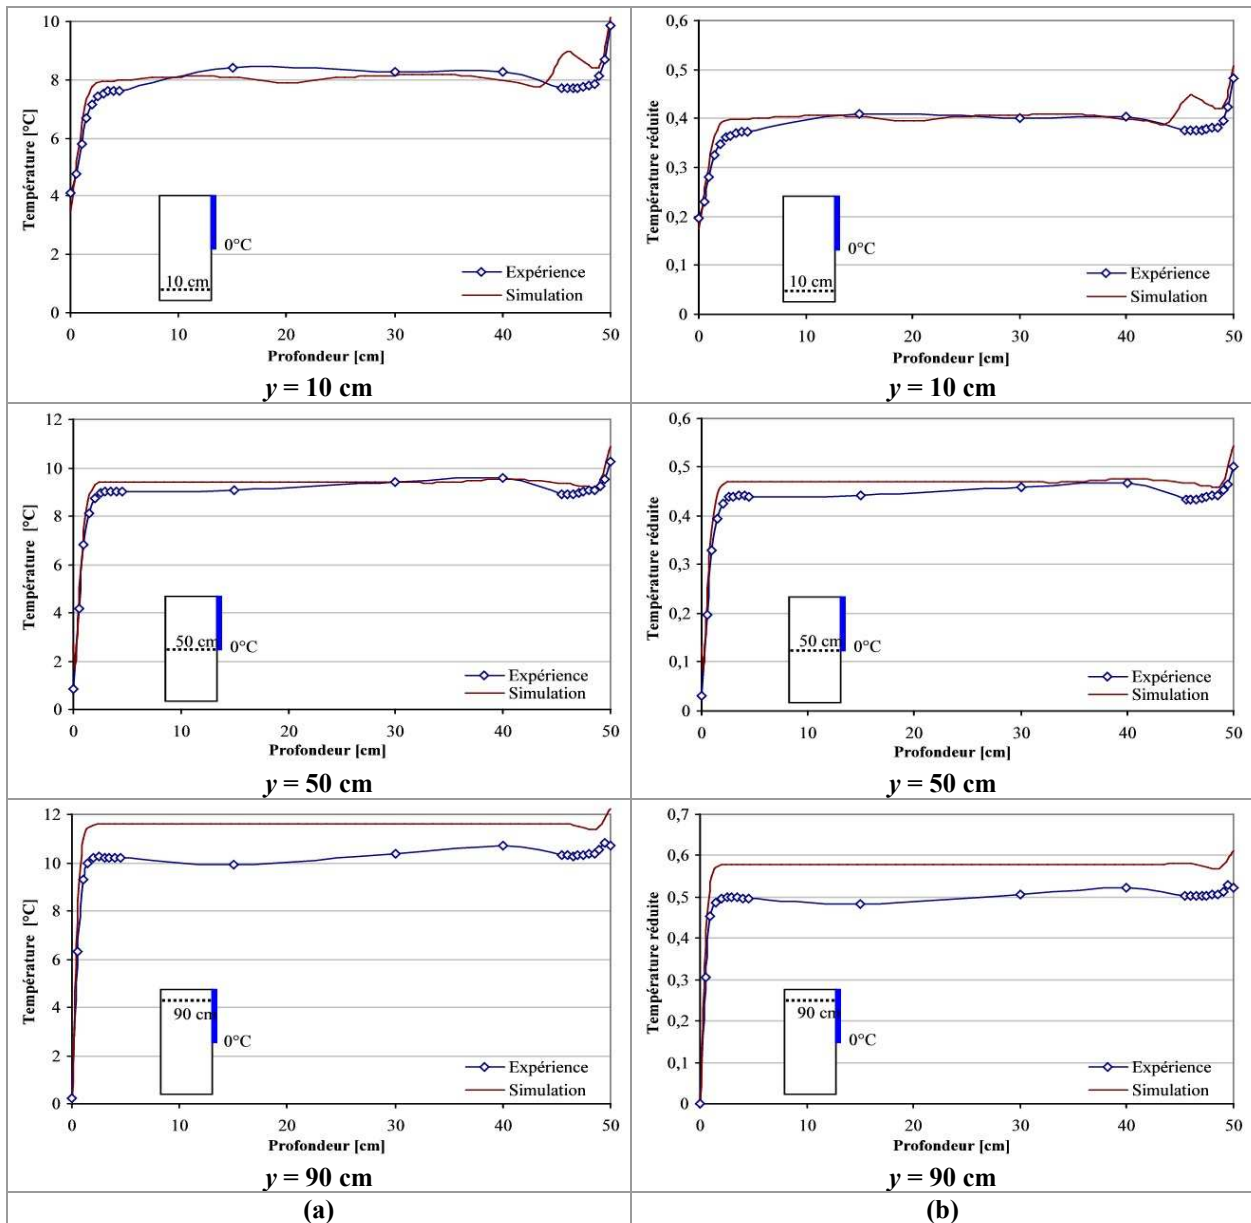 10
8
6
4
2
0
Température [°C]
10 cm
0°C
Expérience
Simulation
0 10 20 30 40 50
Profondeur [cm]
y = 10 cm
0,6
0,5
0,4
0,3
0,2
0,1
0
Température réduite
10 cm
0°C
Expérience
Simulation
0 10 20 30 40 50
Profondeur [cm]
y = 10 cm
12
10
8
6
4
2
0
Température [°C]
50 cm
0°C
Expérience
Simulation
0 10 20 30 40 50
Profondeur [cm]
y = 50 cm
0,6
0,5
0,4
0,3
0,2
0,1
0
Température réduite
50 cm
0°C
Expérience
Simulation
0 10 20 30 40 50
Profondeur [cm]
y = 50 cm
12
10
8
6
4
2
0
Température [°C]
90 cm
0°C
Expérience
Simulation
0 10 20 30 40 50
Profondeur [cm]
y = 90 cm
0,7
0,6
0,5
0,4
0,3
0,2
0,1
0
Température réduite
90 cm
0°C
Expérience
Simulation
0 10 20 30 40 50
Profondeur [cm]
y = 90 cm
(a)
(b)